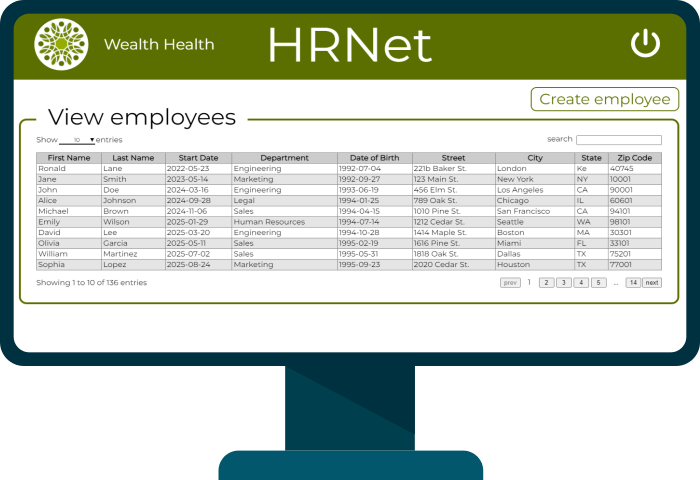 Wealth Health
HRNet
Create employee
View employees
Show 10 ▼ entries
search
First Name Last Name Start Date Department Date of Birth Street City State Zip Code
Ronald Lane 2022-05-23 Engineering 1992-07-04 221b Baker St. London Ke 40745
Jane Smith 2023-05-14 Marketing 1992-09-27 123 Main St. New York NY 10001
John Doe 2024-03-16 Engineering 1993-06-19 456 Elm St. Los Angeles CA 90001
Alice Johnson 2024-09-28 Legal 1994-01-25 789 Oak St. Chicago IL 60601
Michael Brown 2024-11-06 Sales 1994-04-15 1010 Pine St. San Francisco CA 94101
Emily Wilson 2025-01-29 Human Resources 1994-07-14 1212 Cedar St. Seattle WA 98101
David Lee 2025-03-20 Engineering 1994-10-28 1414 Maple St. Boston MA 30301
Olivia Garcia 2025-05-11 Sales 1995-02-19 1616 Pine St. Miami FL 33101
William Martinez 2025-07-02 Sales 1995-05-31 1818 Oak St. Dallas TX 75201
Sophia Lopez 2025-08-24 Marketing 1995-09-23 2020 Cedar St. Houston TX 77001
Showing 1 to 10 of 136 entries
prev 1 2 3 4 5 ... 14 next